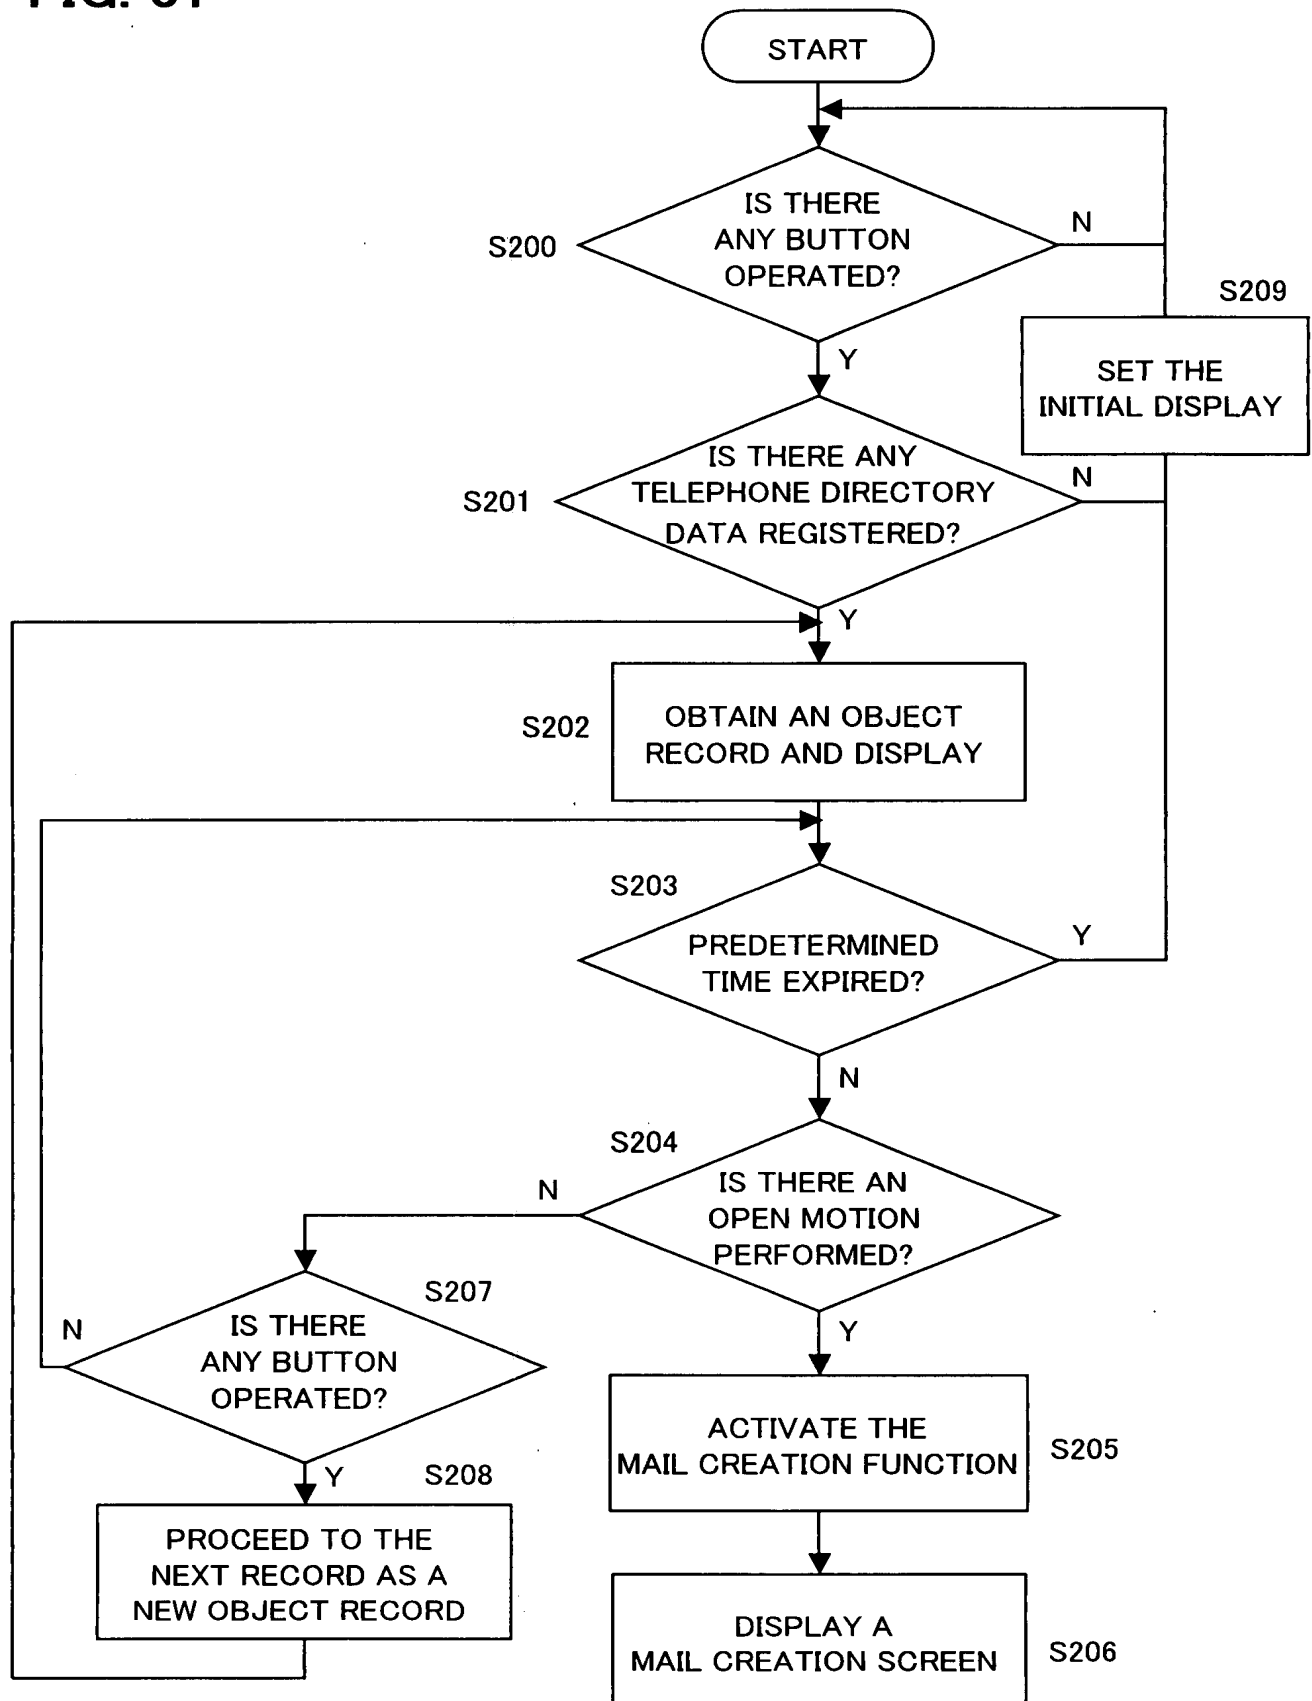 START
IS THERE
ANY BUTTON
OPERATED?
N
S200
S209
SET THE
INITIAL DISPLAY
Y
IS THERE ANY
TELEPHONE DIRECTORY
DATA REGISTERED?
N
S201
Y
S202
OBTAIN AN OBJECT
RECORD AND DISPLAY
S203
PREDETERMINED
TIME EXPIRED?
Y
N
S204
IS THERE AN
OPEN MOTION
PERFORMED?
N
S207
IS THERE
ANY BUTTON
OPERATED?
N
Y
Y
ACTIVATE THE
MAIL CREATION FUNCTION
S205
S208
PROCEED TO THE
NEXT RECORD AS A
NEW OBJECT RECORD
DISPLAY A
MAIL CREATION SCREEN
S206